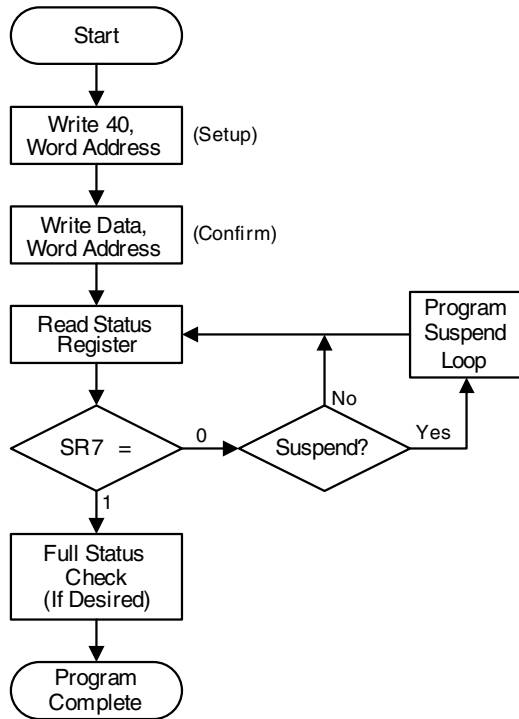 Start
Write 40,
Word Address
(Setup)
Write Data,
Word Address
(Confirm)
Read Status
Register
Program
Suspend
Loop
No
SR7 =
0
Suspend?
Yes
1
Full Status
Check
(If Desired)
Program
Complete